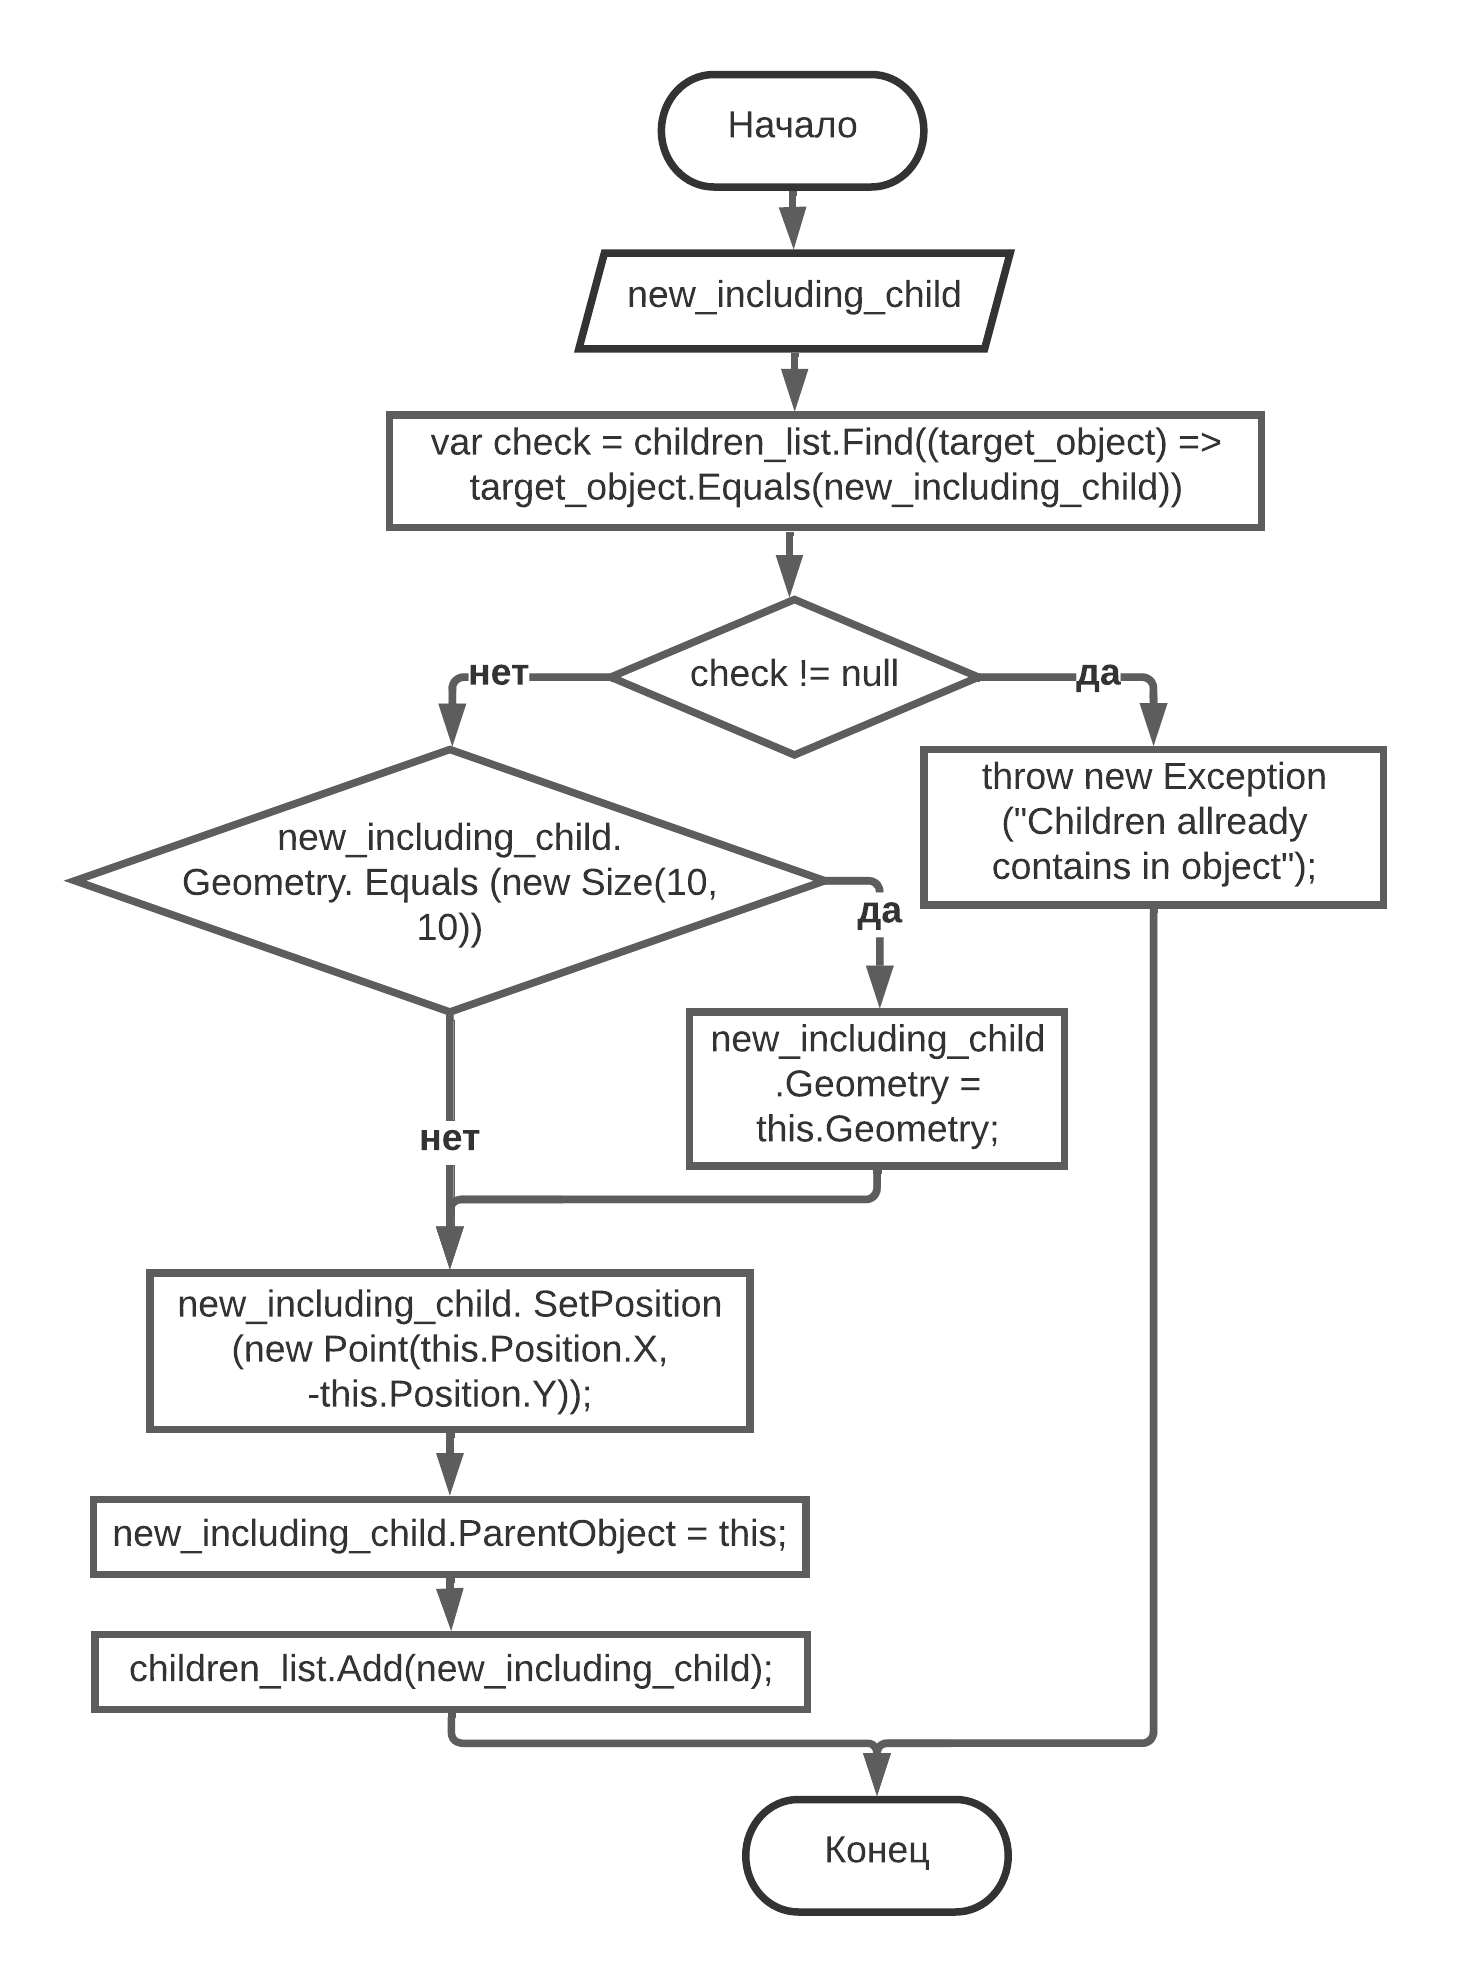 Начало
new_including_child
var check = children_list.Find((target_object) =>
target_object.Equals(new_including_child))
check != null
нет
да
new_including_child.
Geometry. Equals (new Size(10,
10))
throw new Exception
("Children allready
contains in object");
да
new_including_child
.Geometry =
this.Geometry;
нет
new_including_child. SetPosition
(new Point(this.Position.X,
-this.Position.Y));
new_including_child.ParentObject = this;
children_list.Add(new_including_child);
Конец